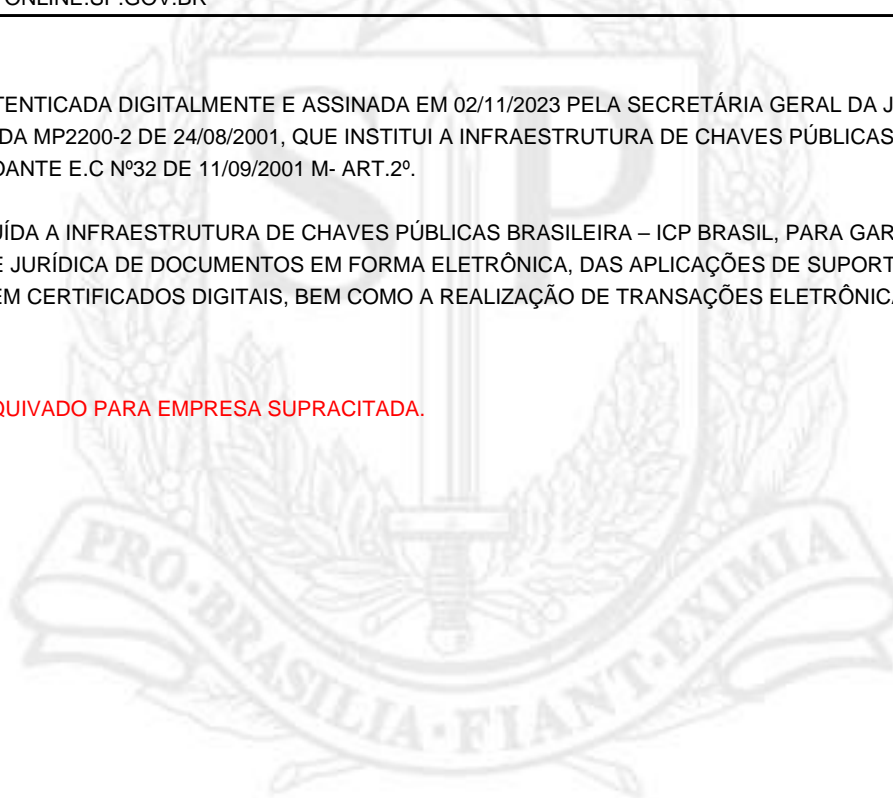 ONLINE.SP.GOV.BR
TENTICADA DIGITALMENTE E ASSINADA EM 02/11/2023 PELA SECRETÁRIA GERAL DA J
DA MP2200-2 DE 24/08/2001, QUE INSTITUI A INFRAESTRUTURA DE CHAVES PÚBLICAS
DANTE E.C Nº32 DE 11/09/2001 M- ART.2º.
UÍDA A INFRAESTRUTURA DE CHAVES PÚBLICAS BRASILEIRA – ICP BRASIL, PARA GAR
E JURÍDICA DE DOCUMENTOS EM FORMA ELETRÔNICA, DAS APLICAÇÕES DE SUPORT
EM CERTIFICADOS DIGITAIS, BEM COMO A REALIZAÇÃO DE TRANSAÇÕES ELETRÔNICA
QUIVADO PARA EMPRESA SUPRACITADA.
SP
PRO·BRASILIA·FIANT·EXIMIA